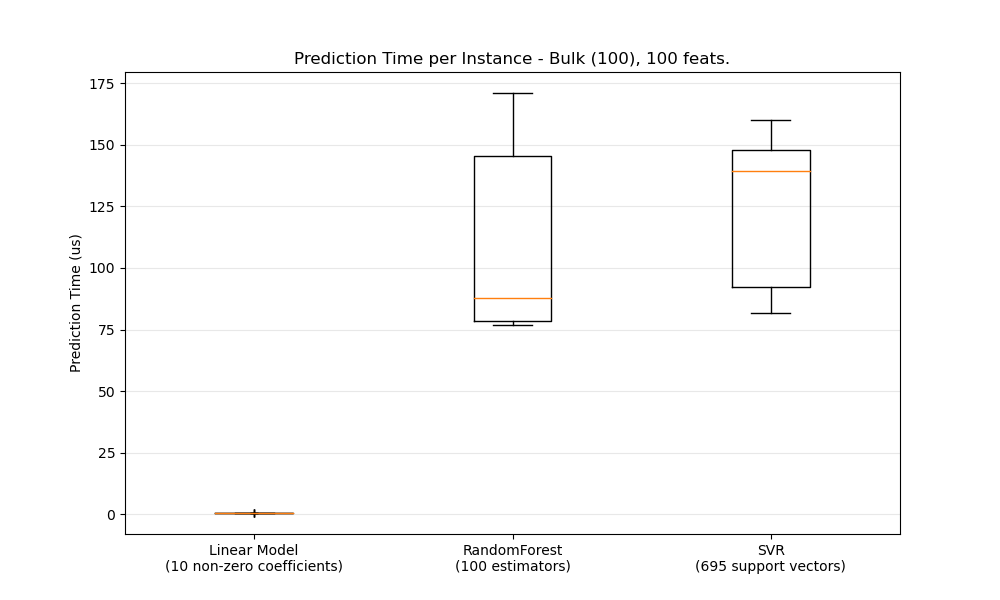 Prediction Time per Instance - Bulk (100), 100 feats.
Prediction Time (us)
175
150
125
100
75
50
25
0
Linear Model
(10 non-zero coefficients)
RandomForest
(100 estimators)
SVR
(695 support vectors)